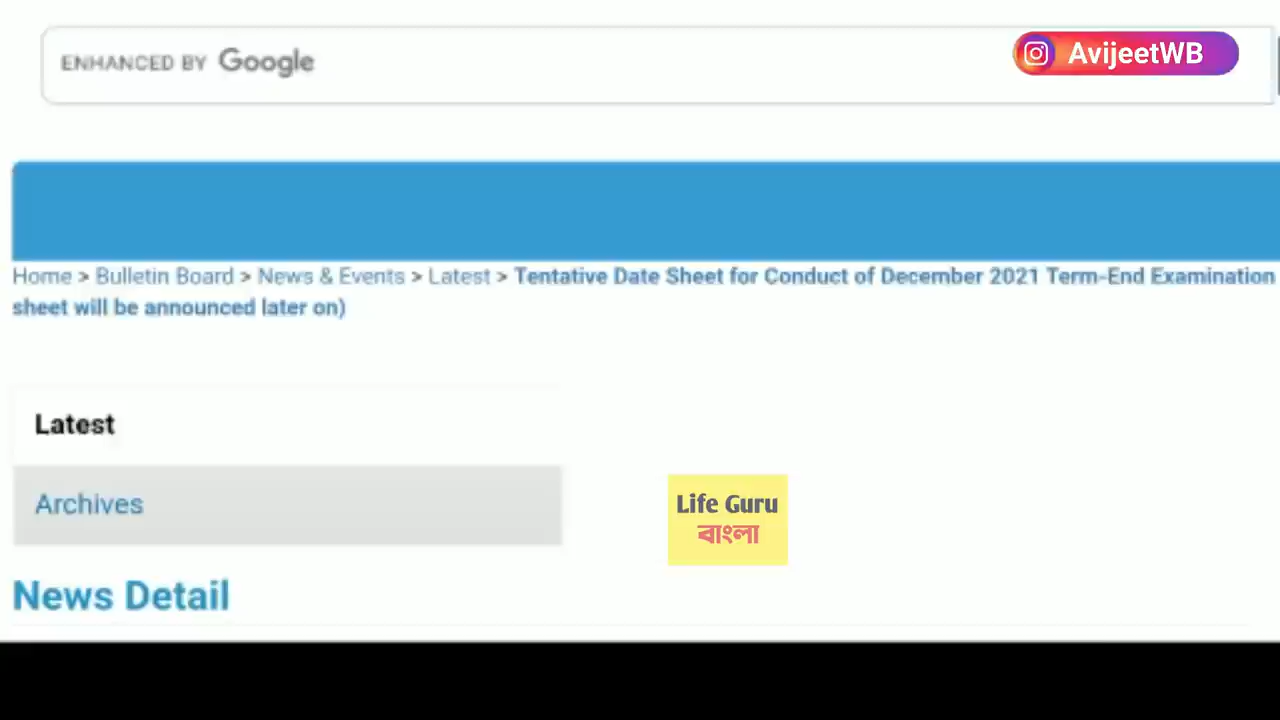 ENHANCED BY Google
AvijeetWB
Home > Bulletin Board > News & Events > Latest > Tentative Date Sheet for Conduct of December 2021 Term-End Examination
sheet will be announced later on)
Latest
Archives
Life Guru
বাংলা
News Detail